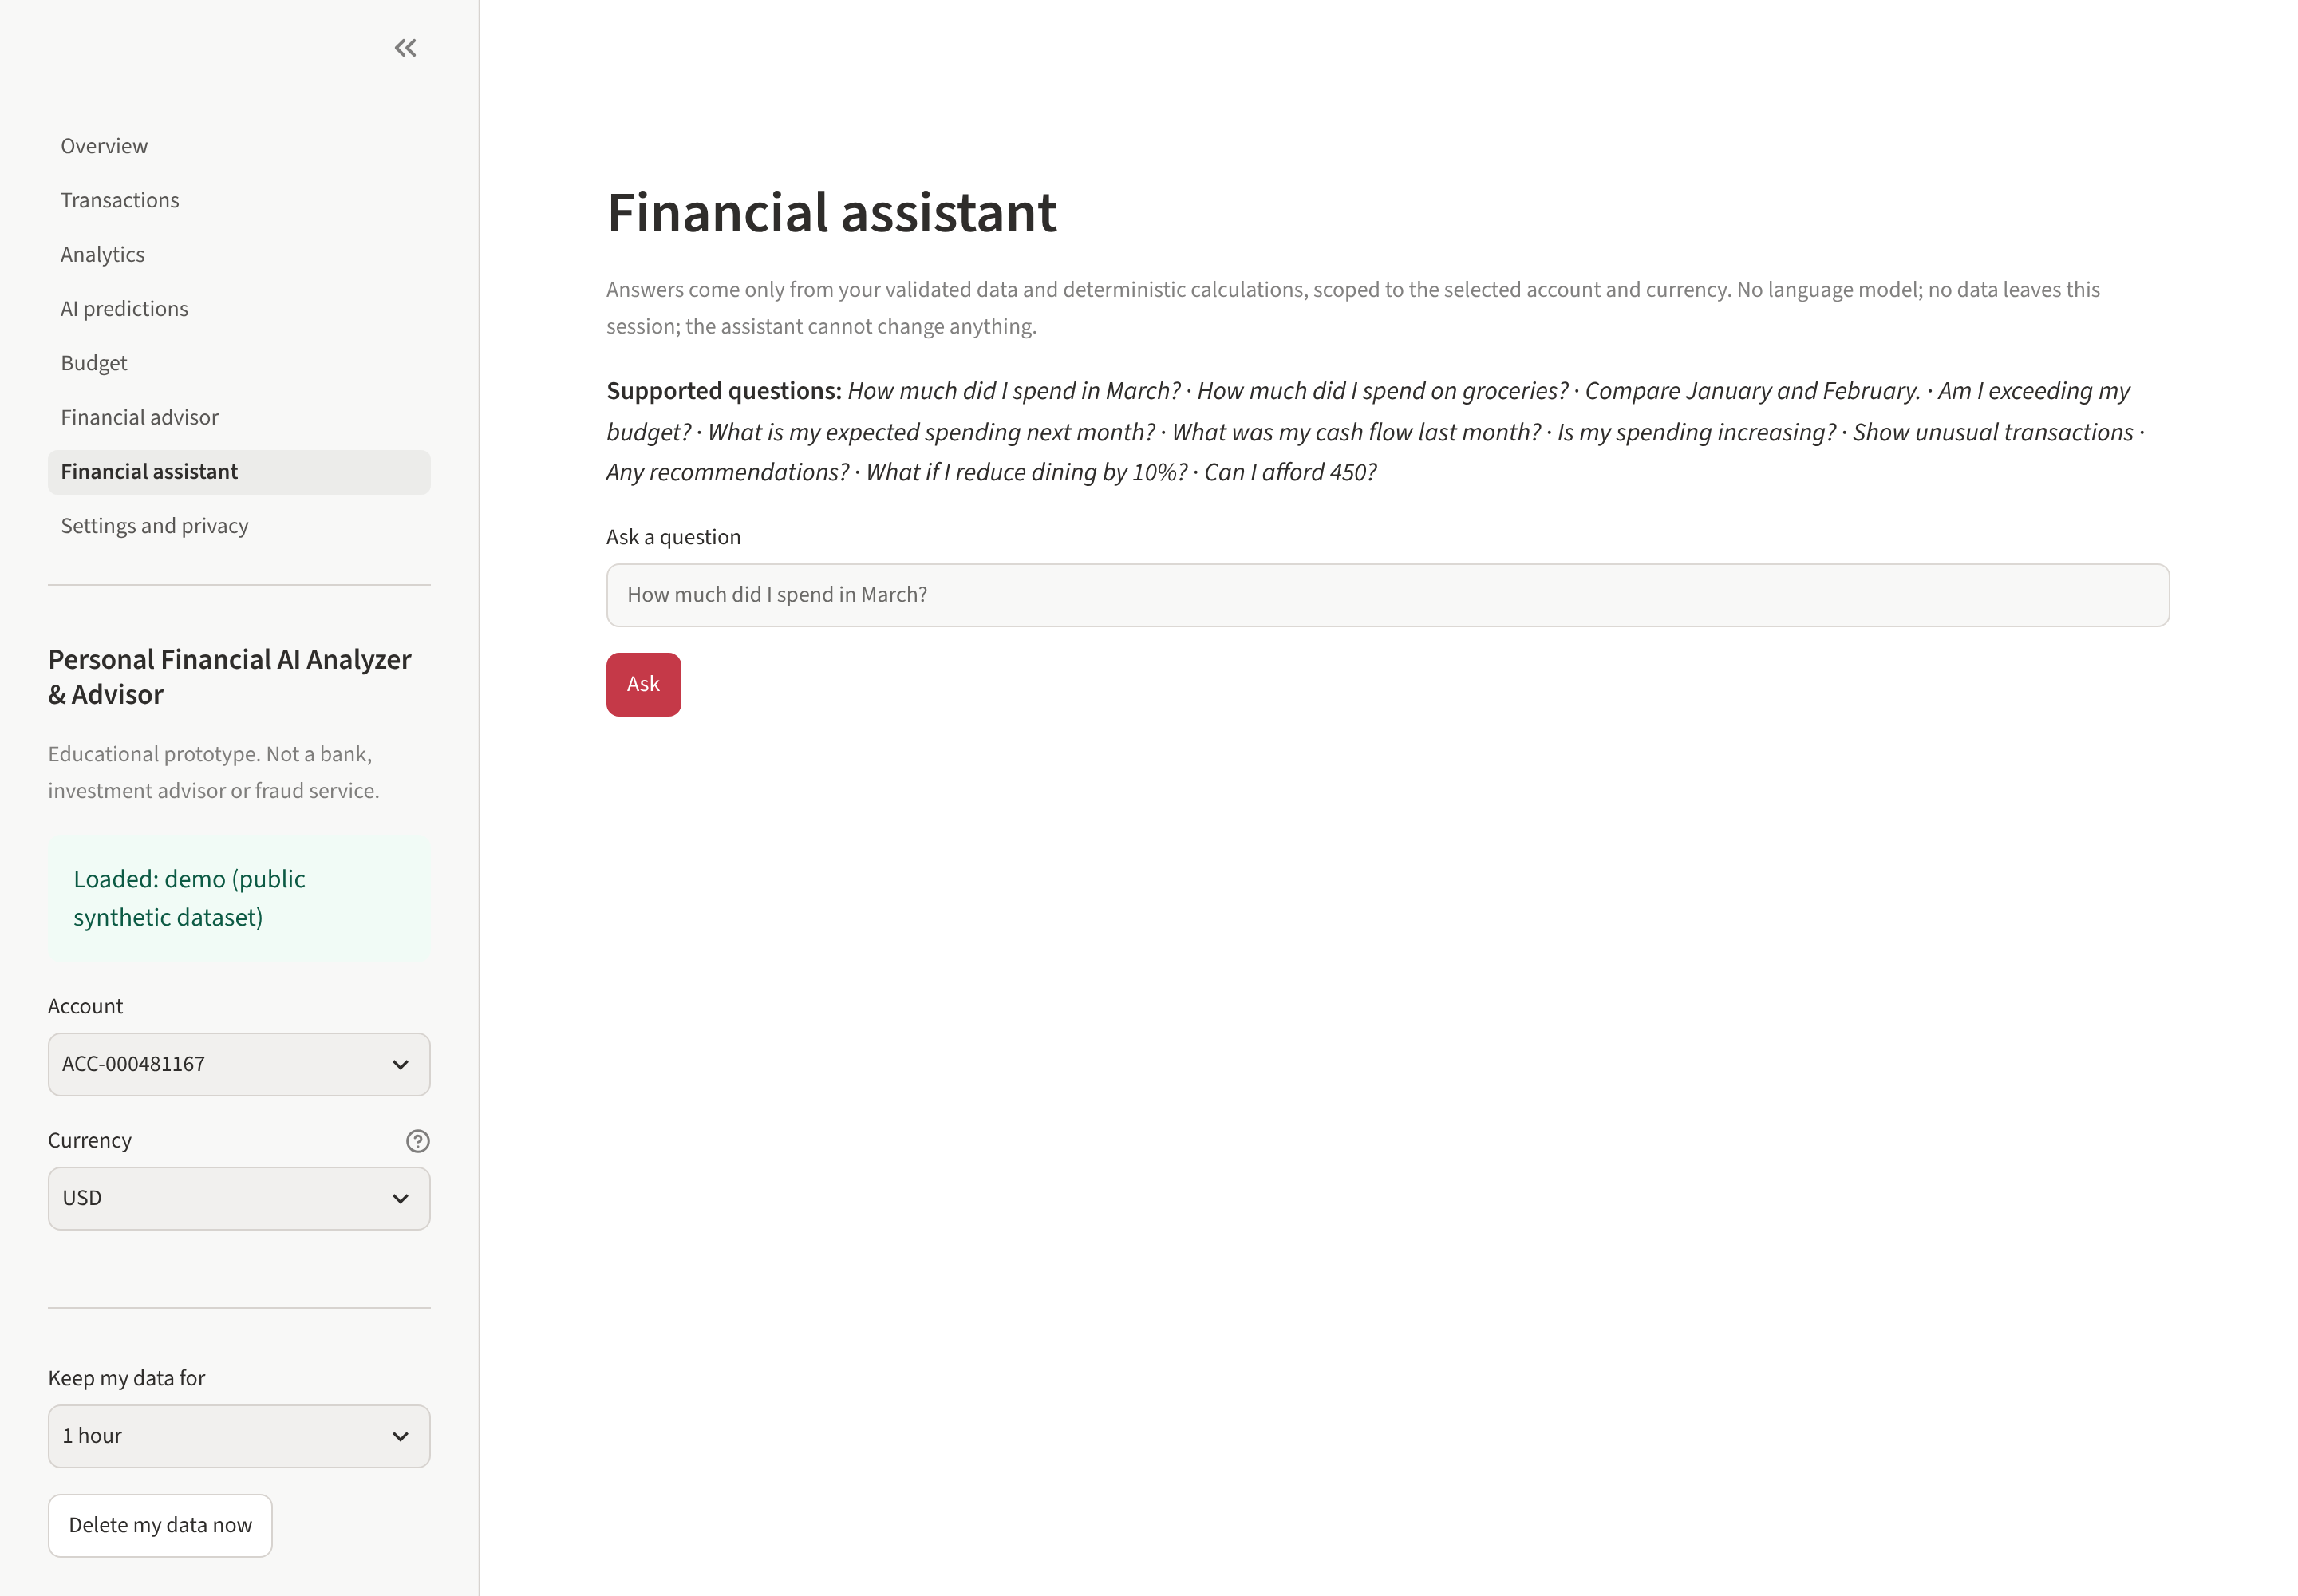 Overview
Transactions
Analytics
AI predictions
Budget
Financial advisor
Financial assistant
Settings and privacy
Personal Financial AI Analyzer
& Advisor
Educational prototype. Not a bank,
investment advisor or fraud service.
Loaded: demo (public
synthetic dataset)
Account
ACC-000481167
Currency
USD
Keep my data for
1 hour
Delete my data now
Financial assistant
Answers come only from your validated data and deterministic calculations, scoped to the selected account and currency. No language model; no data leaves this
session; the assistant cannot change anything.
Supported questions: How much did I spend in March? · How much did I spend on groceries? · Compare January and February. · Am I exceeding my
budget? · What is my expected spending next month? · What was my cash flow last month? · Is my spending increasing? · Show unusual transactions ·
Any recommendations? · What if I reduce dining by 10%? · Can I afford 450?
Ask a question
How much did I spend in March?
Ask